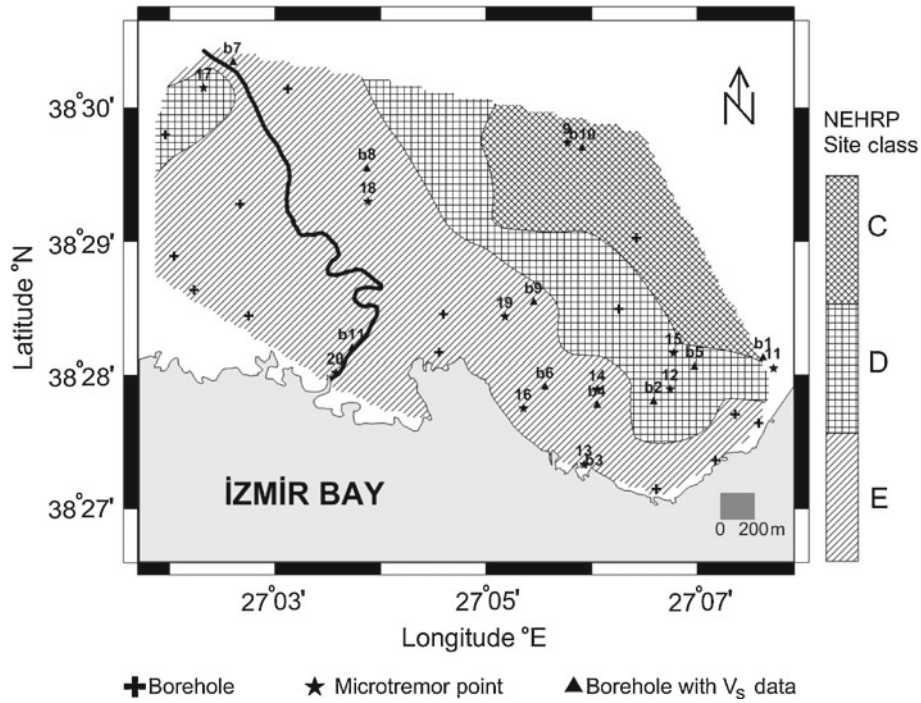 b7
17
38°30'
9
b10
N
NEHRP
Site class
b8
18
C
38°29'
Latitude °N
b9
19
D
b11
15
b1
b5
11
20
38°28'
14
12
b6
b2
16
b4
13
b3
E
İZMİR BAY
38°27'
0 200m
27°03' 27°05' 27°07'
Longitude °E
Borehole Microtremor point Borehole with Vs data